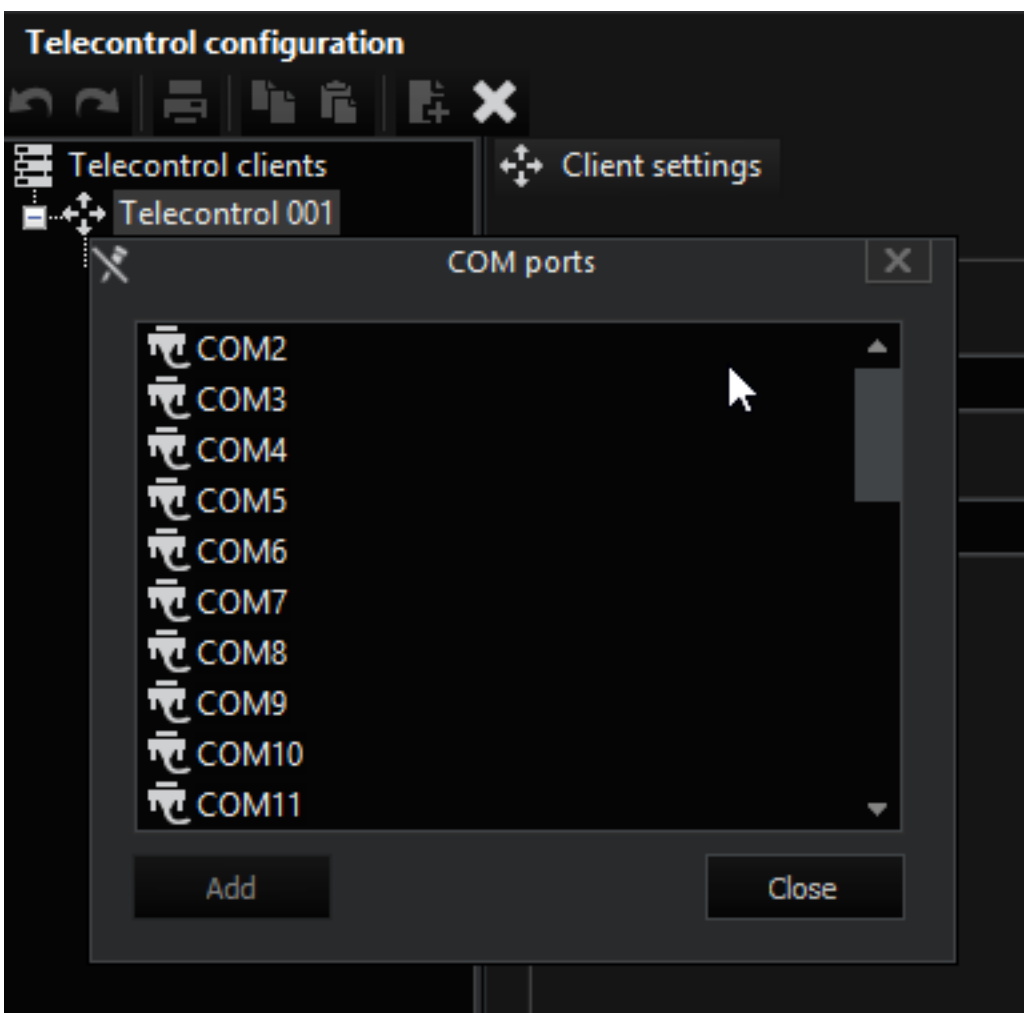 Telecontrol configuration
Telecontrol clients
Client settings
Telecontrol 001
COM ports
COM2
COM3
COM4
COM5
COM6
COM7
COM8
COM9
COM10
COM11
Add
Close